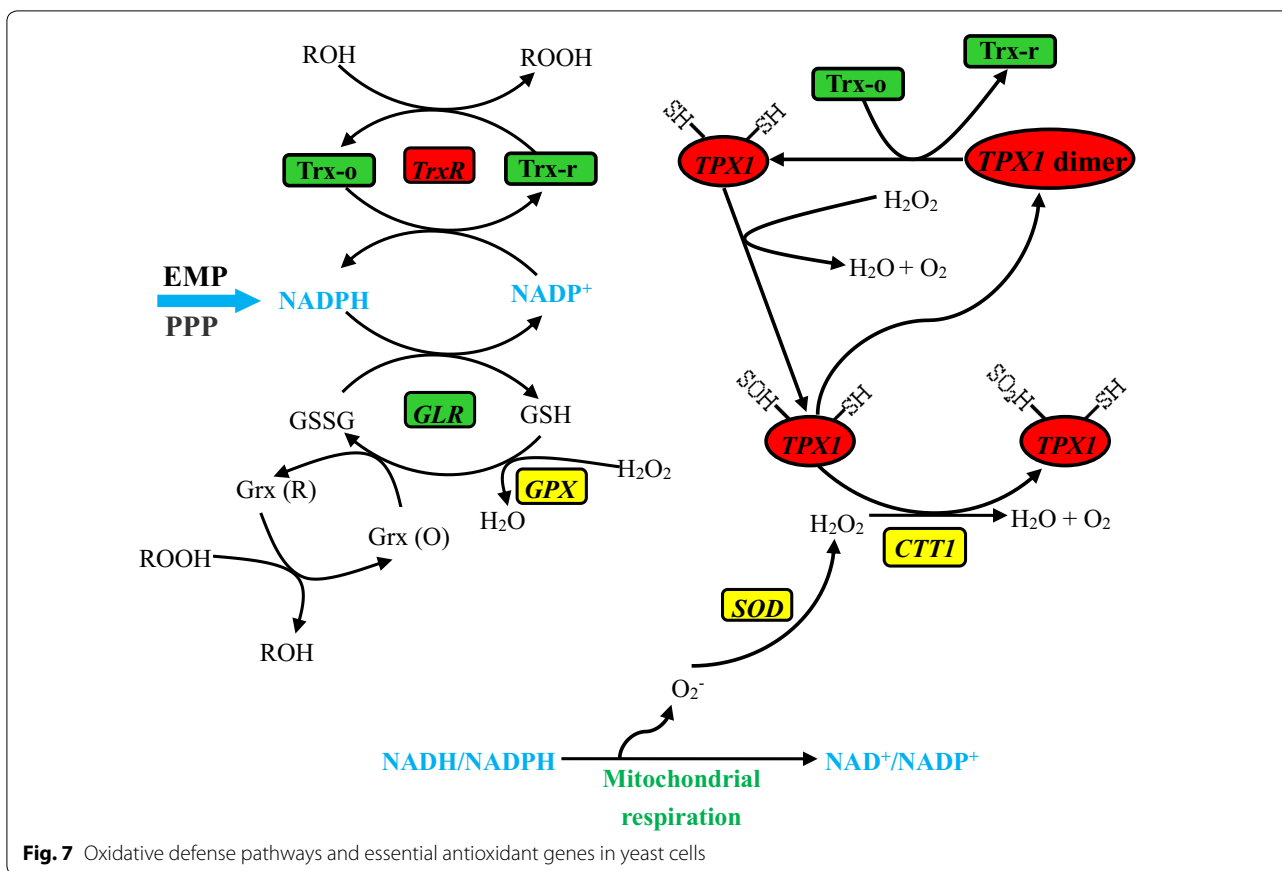 ROH
ROOH
Trx-o
TrxR
Trx-r
EMP
PPP
NADPH
NADP⁺
GSSG
GLR
GSH
GPX
H₂O₂
H₂O
Grx (R)
Grx (O)
ROOH
ROH
Trx-o
Trx-r
SH
SH
TPX1
TPX1 dimer
H₂O₂
H₂O + O₂
SOH
SH
TPX1
SO₂H
SH
TPX1
H₂O₂
H₂O + O₂
CTT1
SOD
O₂⁻
NADH/NADPH
NAD⁺/NADP⁺
Mitochondrial
respiration
Fig. 7 Oxidative defense pathways and essential antioxidant genes in yeast cells